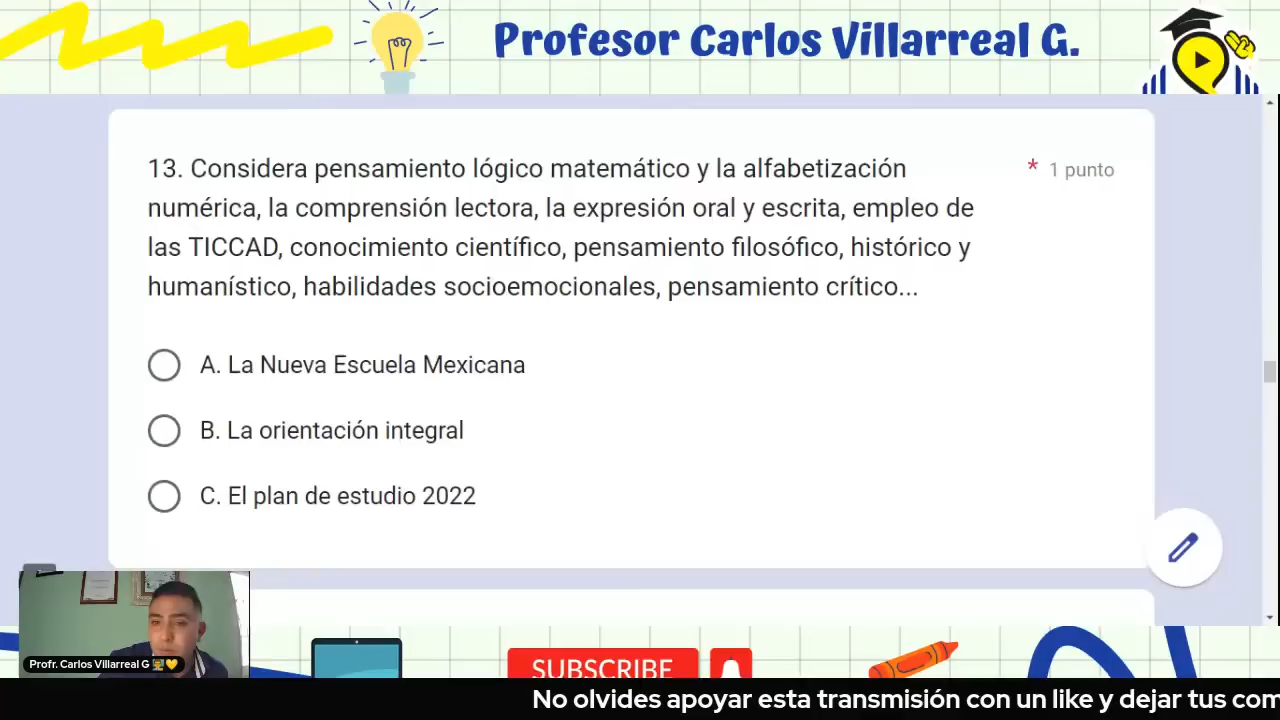 Profesor Carlos Villarreal G.
13. Considera pensamiento lógico matemático y la alfabetización
numérica, la comprensión lectora, la expresión oral y escrita, empleo de
las TICCAD, conocimiento científico, pensamiento filosófico, histórico y
humanístico, habilidades socioemocionales, pensamiento crítico...
* 1 punto
A. La Nueva Escuela Mexicana
B. La orientación integral
C. El plan de estudio 2022
Profr. Carlos Villarreal G 👨‍🏫💛
SUBSCRIBE
No olvides apoyar esta transmisión con un like y dejar tus com